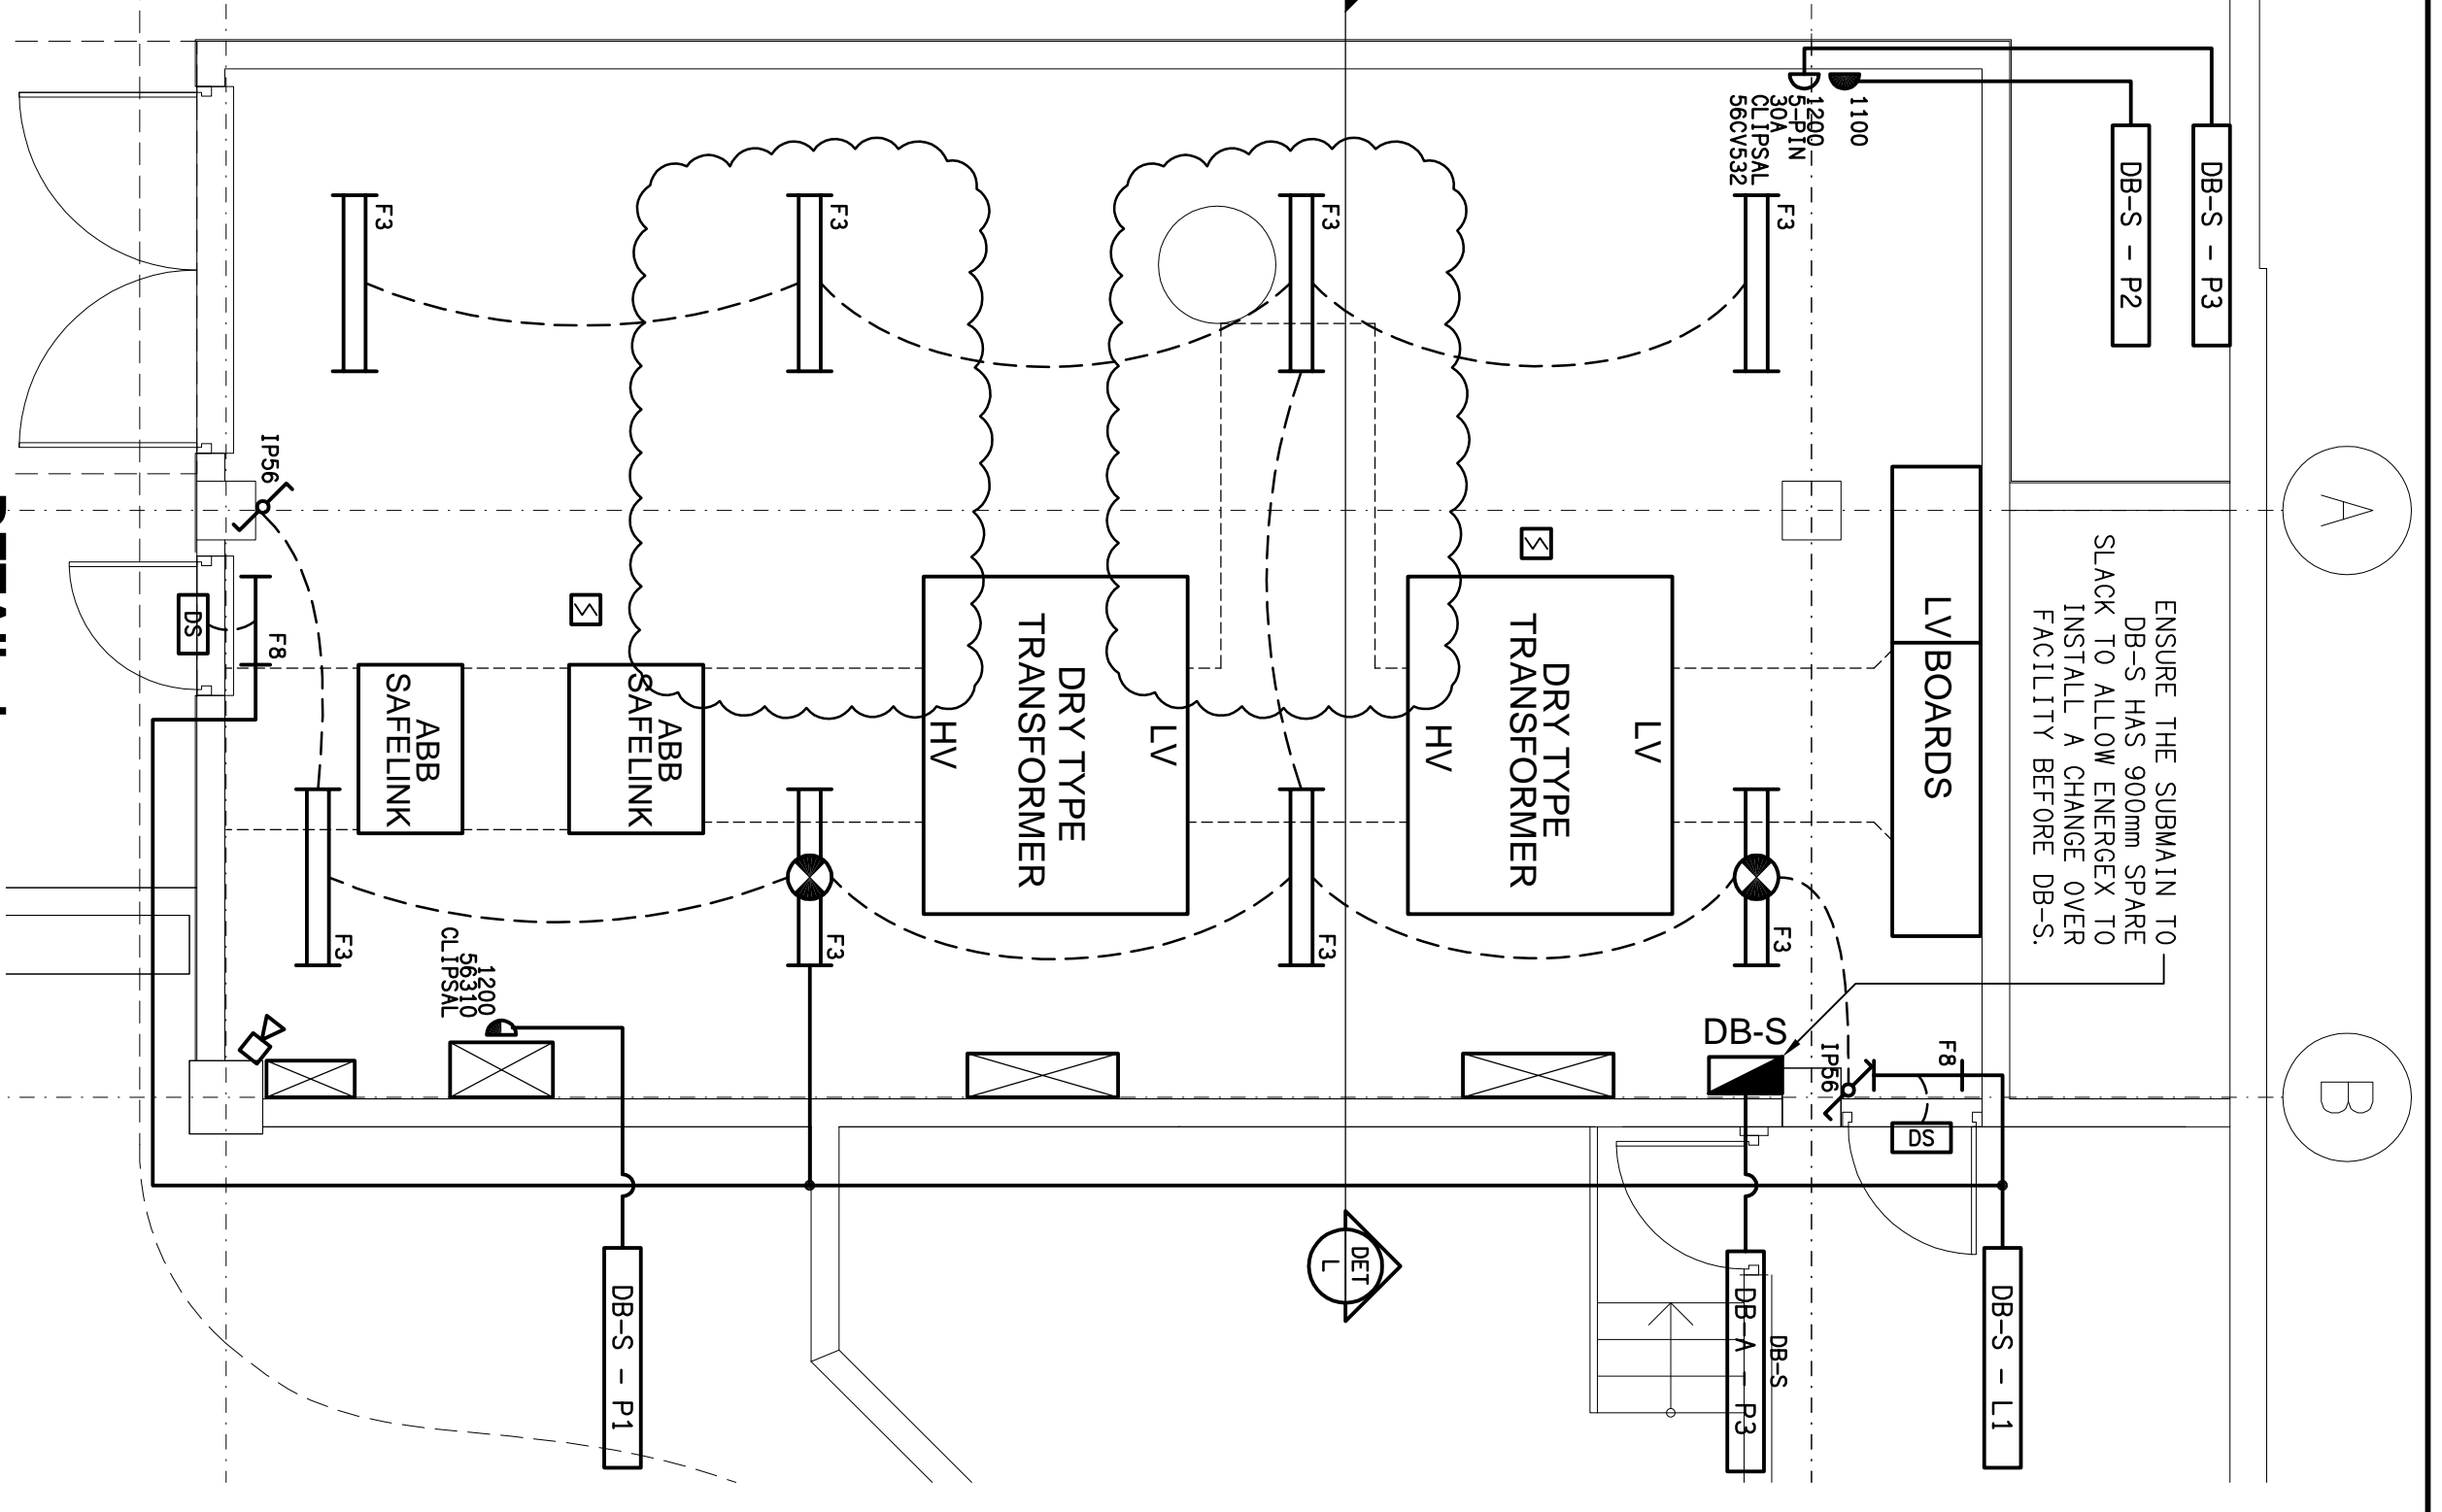 DB-S - P3
DB-S - P2
1100
1200
5-PIN
30A
CLIPSAL
56CV532
F3
F3
F3
F3
A
IP56
DS
F8
ENSURE THE SUBMAIN TO
DB-S HAS 900mm SPARE
SLACK TO ALLOW ENERGEX TO
INSTALL A CHANGE OVER
FACILITY BEFORE DB-S.
LV BOARDS
LV
DRY TYPE
TRANSFORMER
HV
LV
DRY TYPE
TRANSFORMER
HV
ABB
SAFELINK
ABB
SAFELINK
F3
F3
F3
F3
1200
56310
CLIPSAL
DB-S
IP56
F8
DS
B
DET
L
DB-S - L1
DB-S
DB-A - P3
DB-S - P1